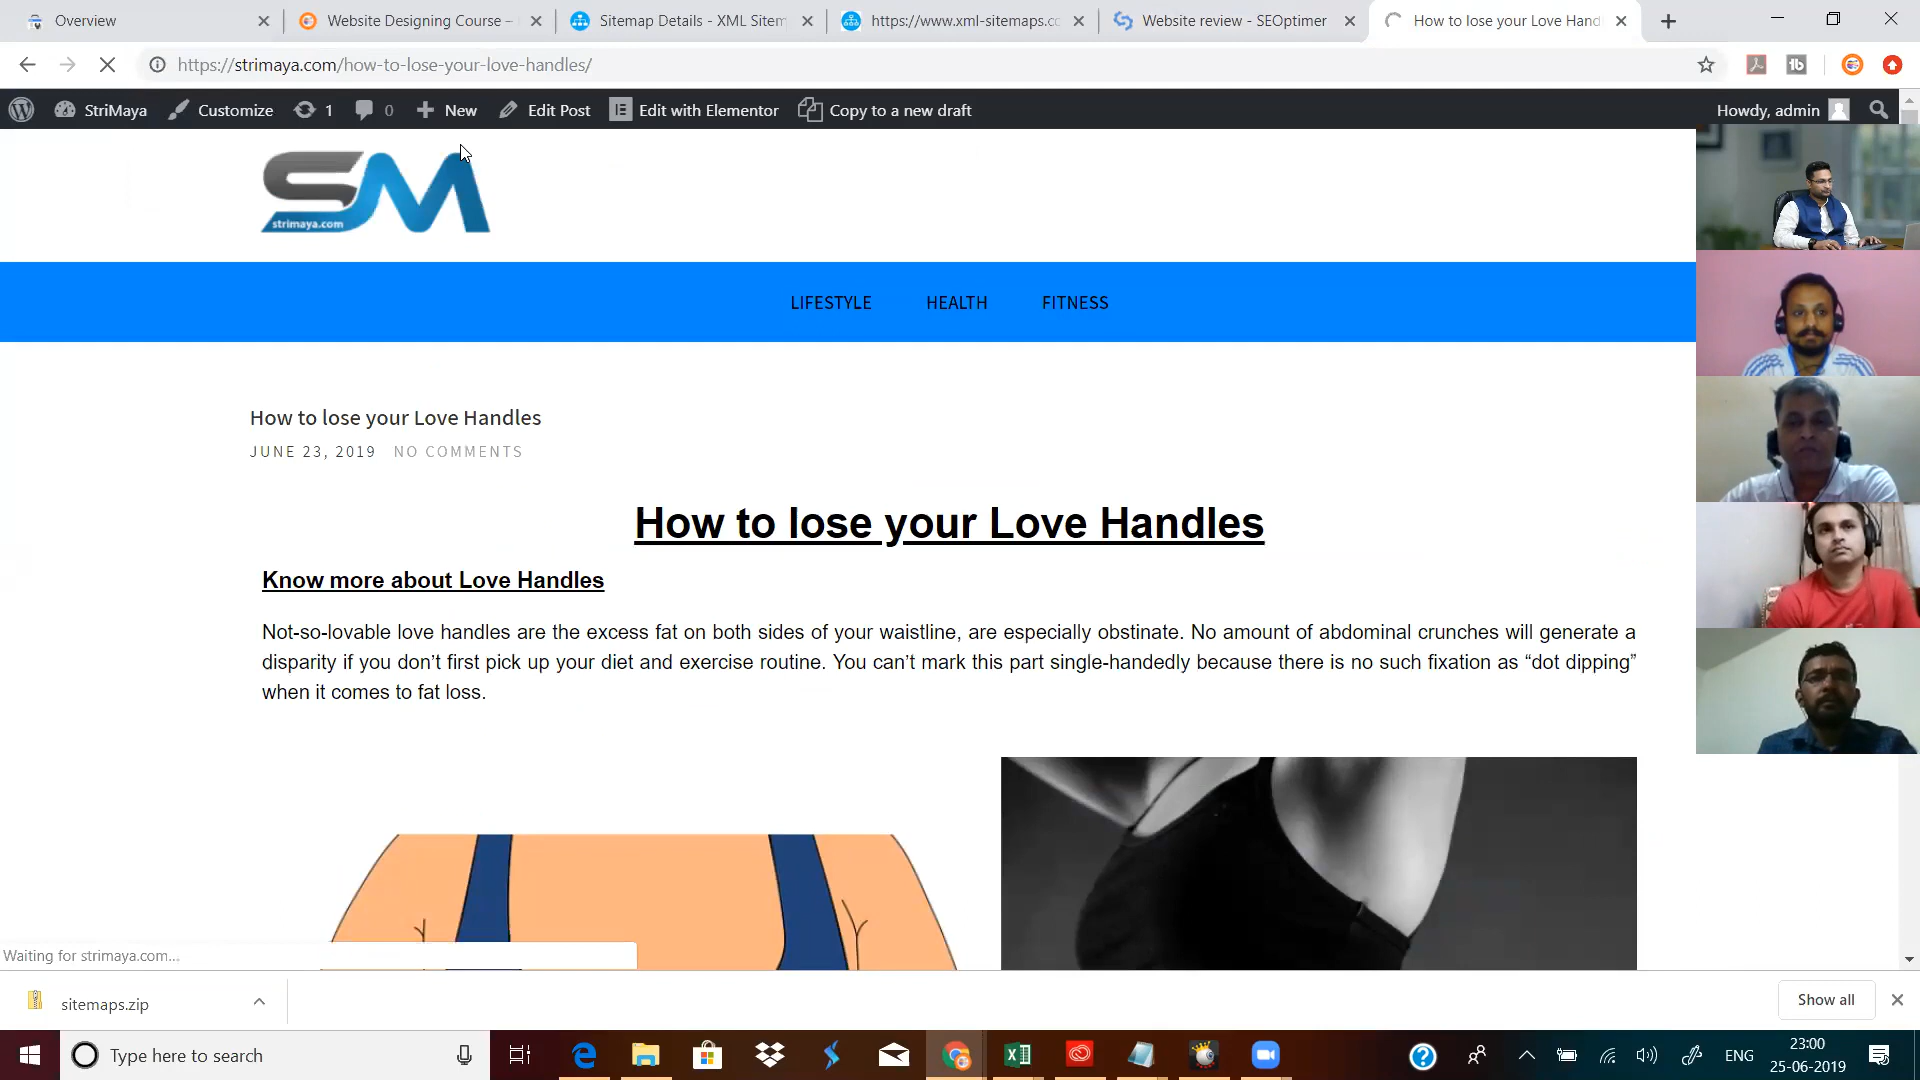 Overview
Website Designing Course –
Sitemap Details - XML Sitem
https://www.xml-sitemaps.co
Website review - SEOptimer
How to lose your Love Hand
https://strimaya.com/how-to-lose-your-love-handles/
StriMaya
Customize
1
0
New
Edit Post
Edit with Elementor
Copy to a new draft
Howdy, admin
SM
strimaya.com
LIFESTYLE
HEALTH
FITNESS
How to lose your Love Handles
JUNE 23, 2019 NO COMMENTS
How to lose your Love Handles
Know more about Love Handles
Not-so-lovable love handles are the excess fat on both sides of your waistline, are especially obstinate. No amount of abdominal crunches will generate a
disparity if you don’t first pick up your diet and exercise routine. You can’t mark this part single-handedly because there is no such fixation as “dot dipping”
when it comes to fat loss.
Waiting for strimaya.com...
sitemaps.zip
Show all
Type here to search
ENG
23:00
25-06-2019